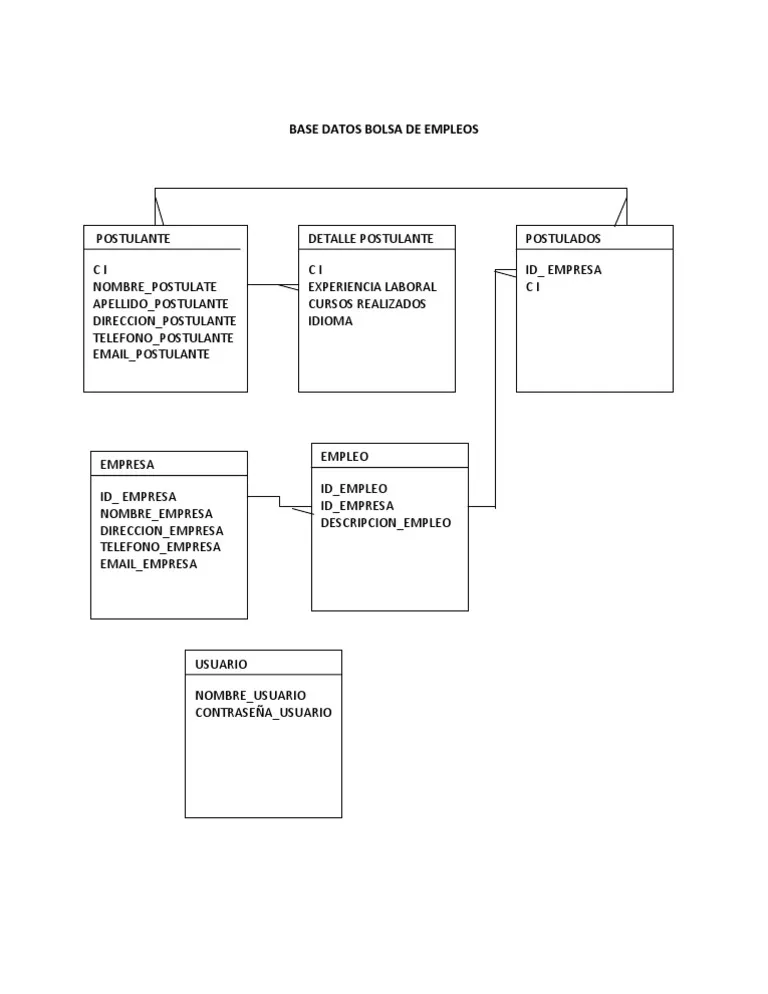 BASE DATOS BOLSA DE EMPLEOS
POSTULANTE
C I
NOMBRE_POSTULATE
APELLIDO_POSTULANTE
DIRECCION_POSTULANTE
TELEFONO_POSTULANTE
EMAIL_POSTULANTE
DETALLE POSTULANTE
C I
EXPERIENCIA LABORAL
CURSOS REALIZADOS
IDIOMA
POSTULADOS
ID_ EMPRESA
C I
EMPRESA
ID_ EMPRESA
NOMBRE_EMPRESA
DIRECCION_EMPRESA
TELEFONO_EMPRESA
EMAIL_EMPRESA
EMPLEO
ID_EMPLEO
ID_EMPRESA
DESCRIPCION_EMPLEO
USUARIO
NOMBRE_USUARIO
CONTRASEÑA_USUARIO